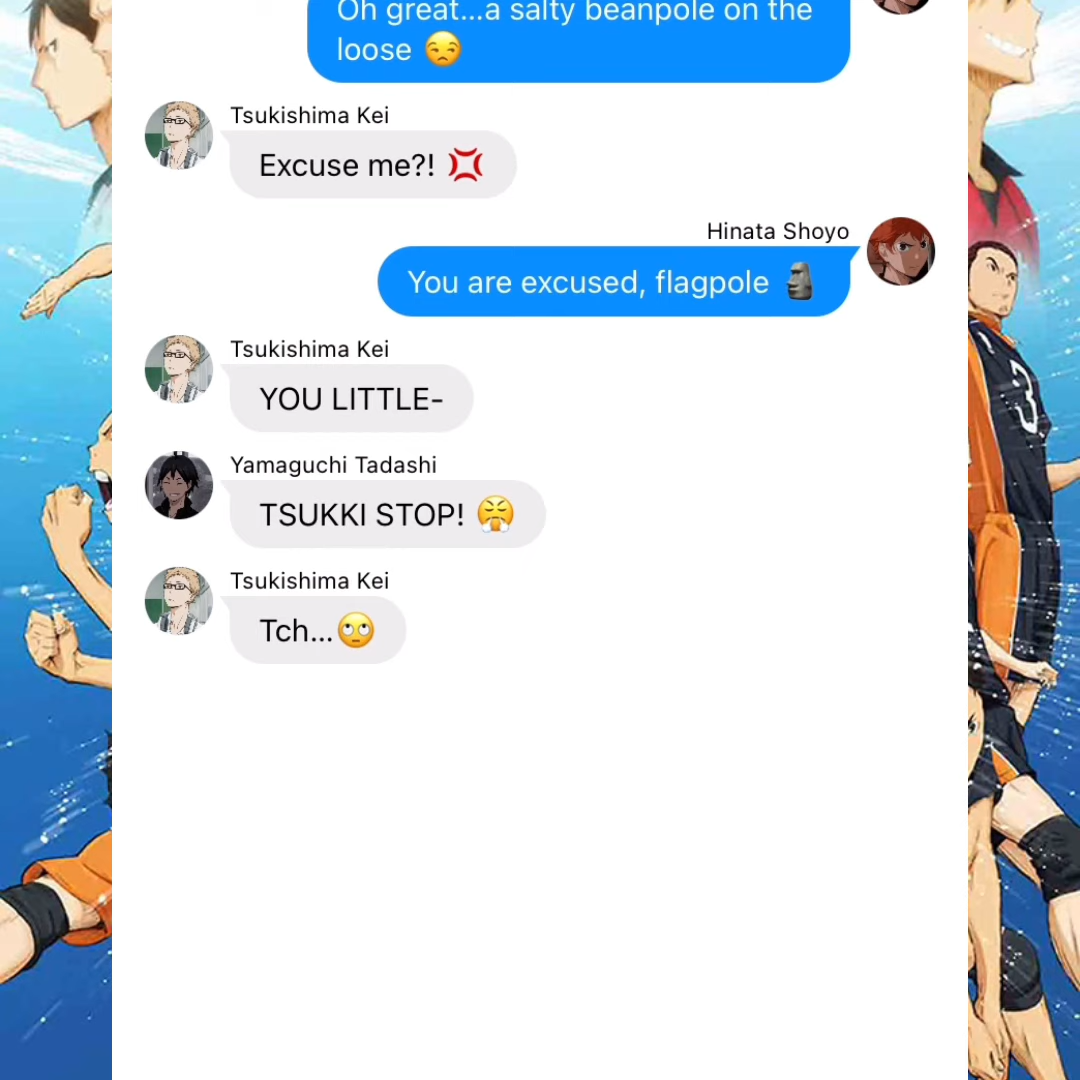 Oh great...a salty beanpole on the
loose 😒
Tsukishima Kei
Excuse me?! 💢
Hinata Shoyo
You are excused, flagpole 🗿
Tsukishima Kei
YOU LITTLE-
Yamaguchi Tadashi
TSUKKI STOP! 😤
Tsukishima Kei
Tch...🙄
3